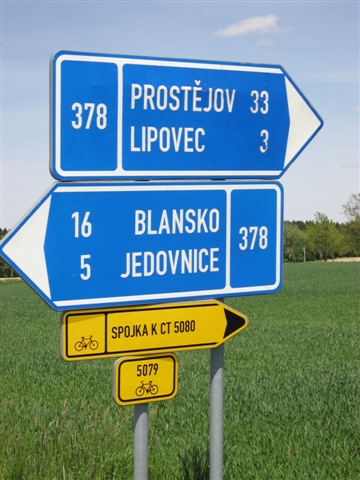 378 PROSTĚJOV 33
LIPOVEC 3
16 BLANSKO 378
5 JEDOVNICE
SPOJKA K CT 5080
5079